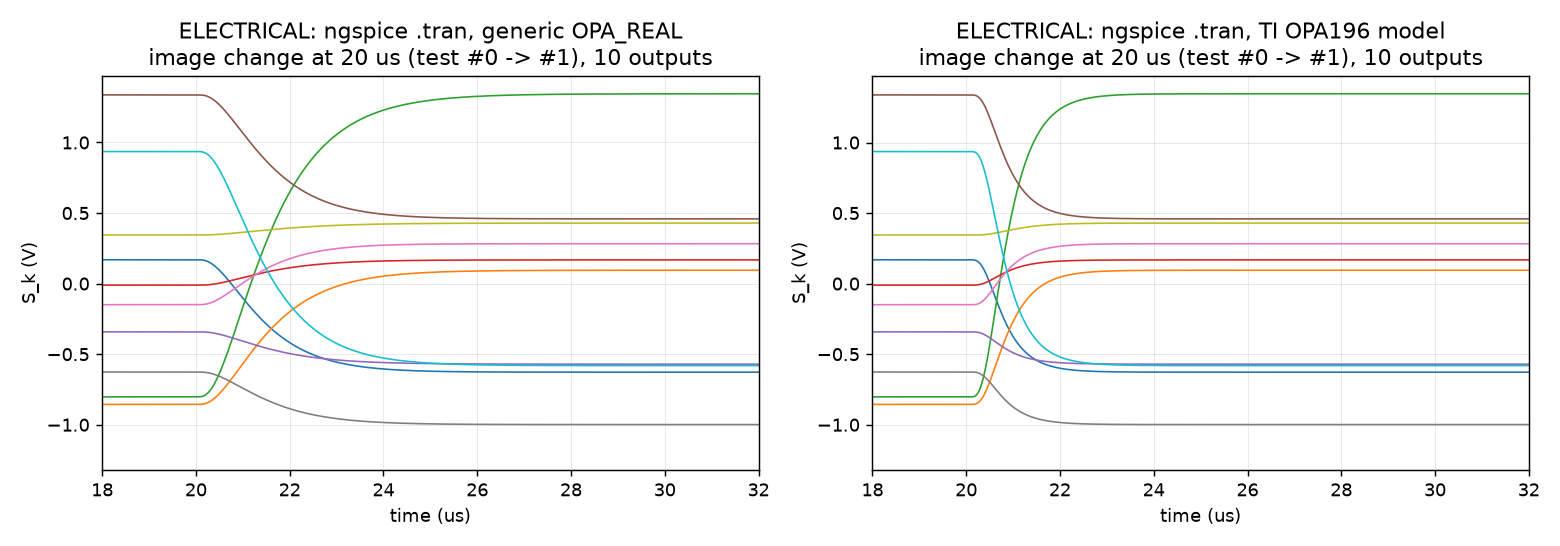 ELECTRICAL: ngspice .tran, generic OPA_REAL
image change at 20 us (test #0 -> #1), 10 outputs
S_k (V)
1.0
0.5
0.0
−0.5
−1.0
18 20 22 24 26 28 30 32
time (us)
ELECTRICAL: ngspice .tran, TI OPA196 model
image change at 20 us (test #0 -> #1), 10 outputs
S_k (V)
1.0
0.5
0.0
−0.5
−1.0
18 20 22 24 26 28 30 32
time (us)